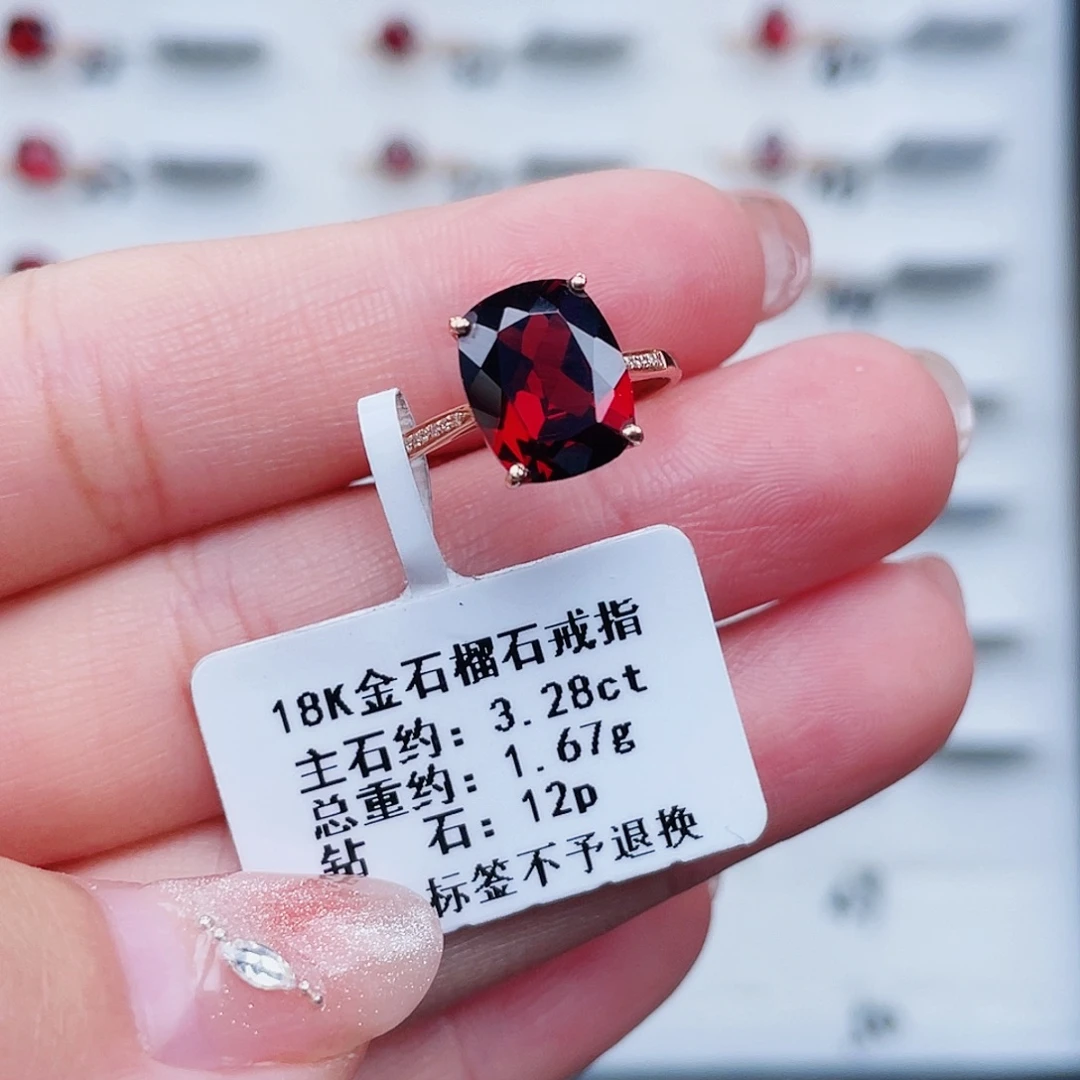 18K金石榴石戒指
主石约: 3.28ct
总重约: 1.67g
钻 石: 12p
标签不予退换